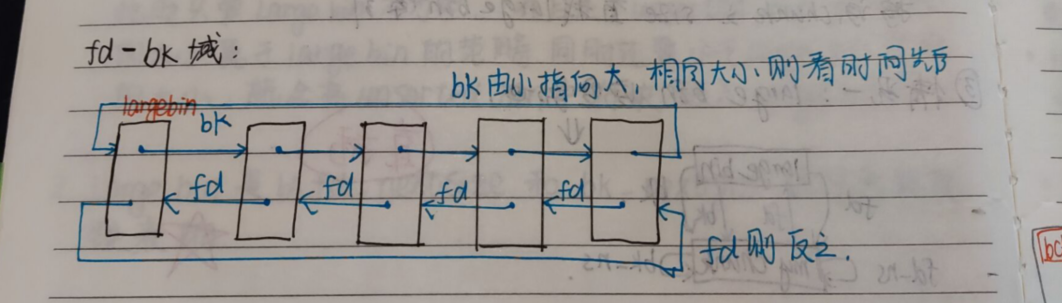 fd-bk域：
bk由小指向大，相同大小，则看时间先后
largebin
bk
fd fd fd fd
fd则反之.